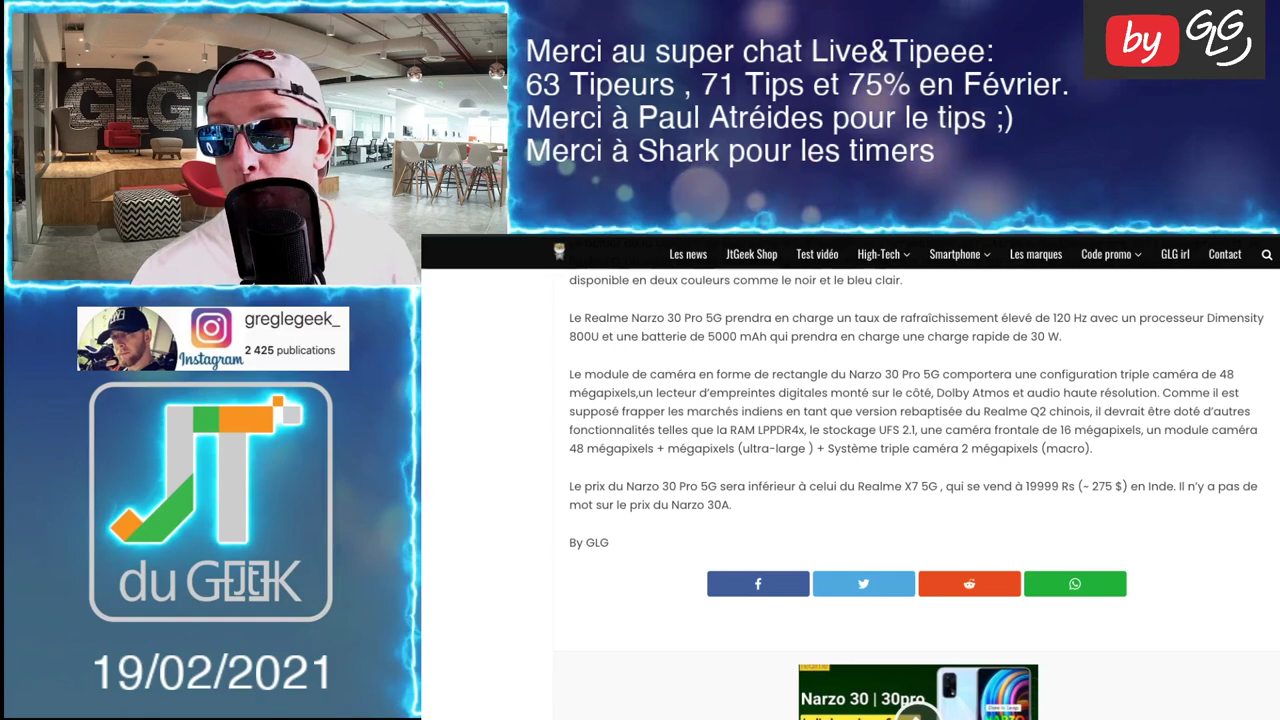 GLG
Merci au super chat Live&Tipeee:
63 Tipeurs , 71 Tips et 75% en Février.
Merci à Paul Atréides pour le tips ;)
Merci à Shark pour les timers
by GLG
Les news JtGeek Shop Test vidéo High-Tech Smartphone Les marques Code promo GLG irl Contact
disponible en deux couleurs comme le noir et le bleu clair.
Le Realme Narzo 30 Pro 5G prendra en charge un taux de rafraîchissement élevé de 120 Hz avec un processeur Dimensity
800U et une batterie de 5000 mAh qui prendra en charge une charge rapide de 30 W.
Le module de caméra en forme de rectangle du Narzo 30 Pro 5G comportera une configuration triple caméra de 48
mégapixels,un lecteur d’empreintes digitales monté sur le côté, Dolby Atmos et audio haute résolution. Comme il est
supposé frapper les marchés indiens en tant que version rebaptisée du Realme Q2 chinois, il devrait être doté d’autres
fonctionnalités telles que la RAM LPPDR4x, le stockage UFS 2.1, une caméra frontale de 16 mégapixels, un module caméra
48 mégapixels + mégapixels (ultra-large ) + Système triple caméra 2 mégapixels (macro).
Le prix du Narzo 30 Pro 5G sera inférieur à celui du Realme X7 5G , qui se vend à 19999 Rs (~ 275 $) en Inde. Il n’y a pas de
mot sur le prix du Narzo 30A.
By GLG
Narzo 30 | 30pro
greglegeek_
2 425 publications
Instagram
JT
du GEEK
19/02/2021